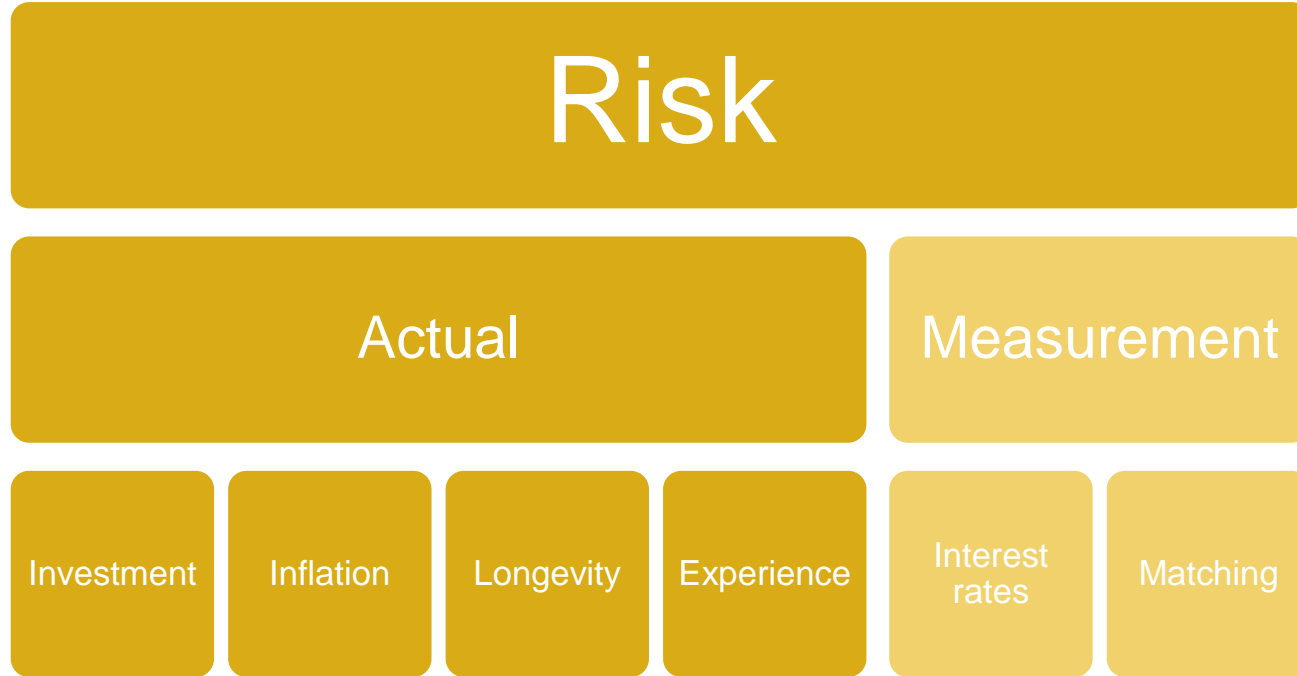 Risk
Actual
Measurement
Investment
Inflation
Longevity
Experience
Interest
rates
Matching